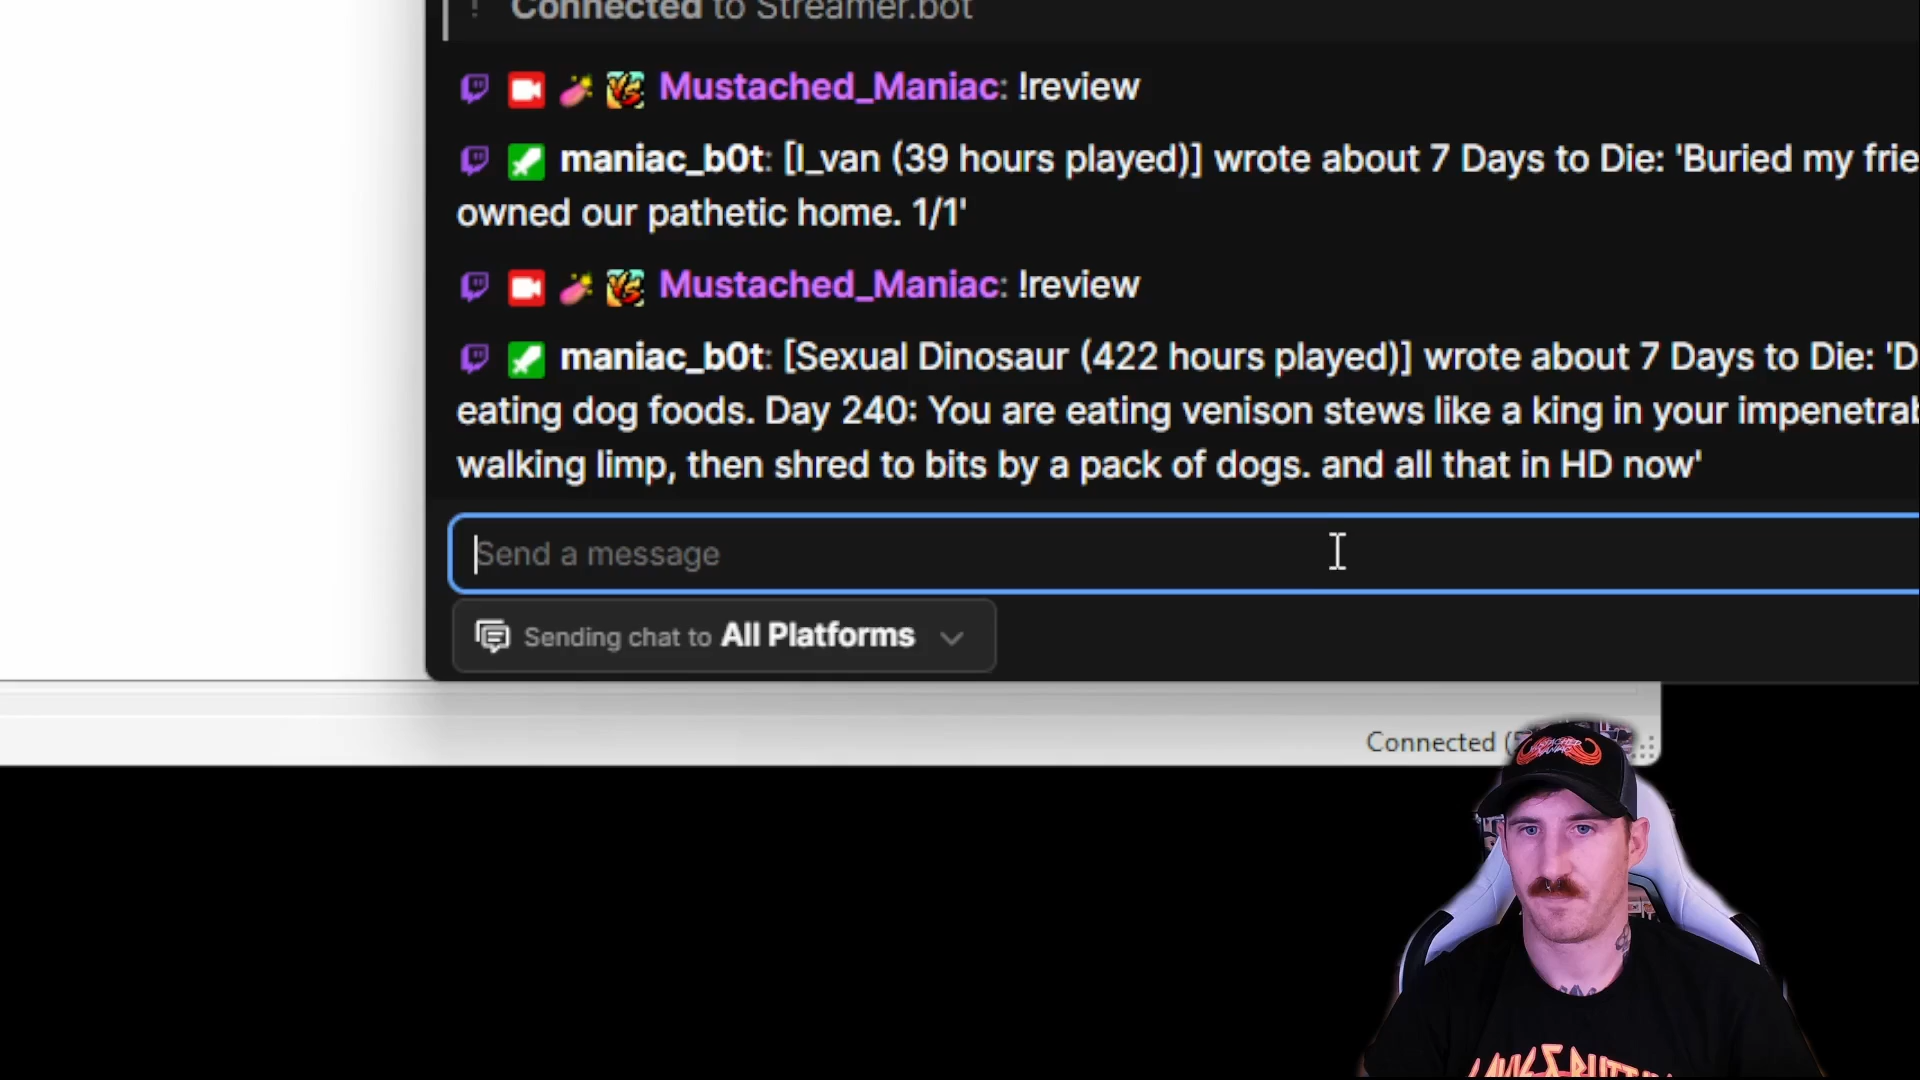 Connected to Streamer.bot
Mustached_Maniac: !review
maniac_b0t: [I_van (39 hours played)] wrote about 7 Days to Die: 'Buried my
owned our pathetic home. 1/1'
Mustached_Maniac: !review
maniac_b0t: [Sexual Dinosaur (422 hours played)] wrote about 7 Days to Die:
eating dog foods. Day 240: You are eating venison stews like a king in your
walking limp, then shred to bits by a pack of dogs. and all that in HD now'
Send a message
Sending chat to All Platforms
Connected